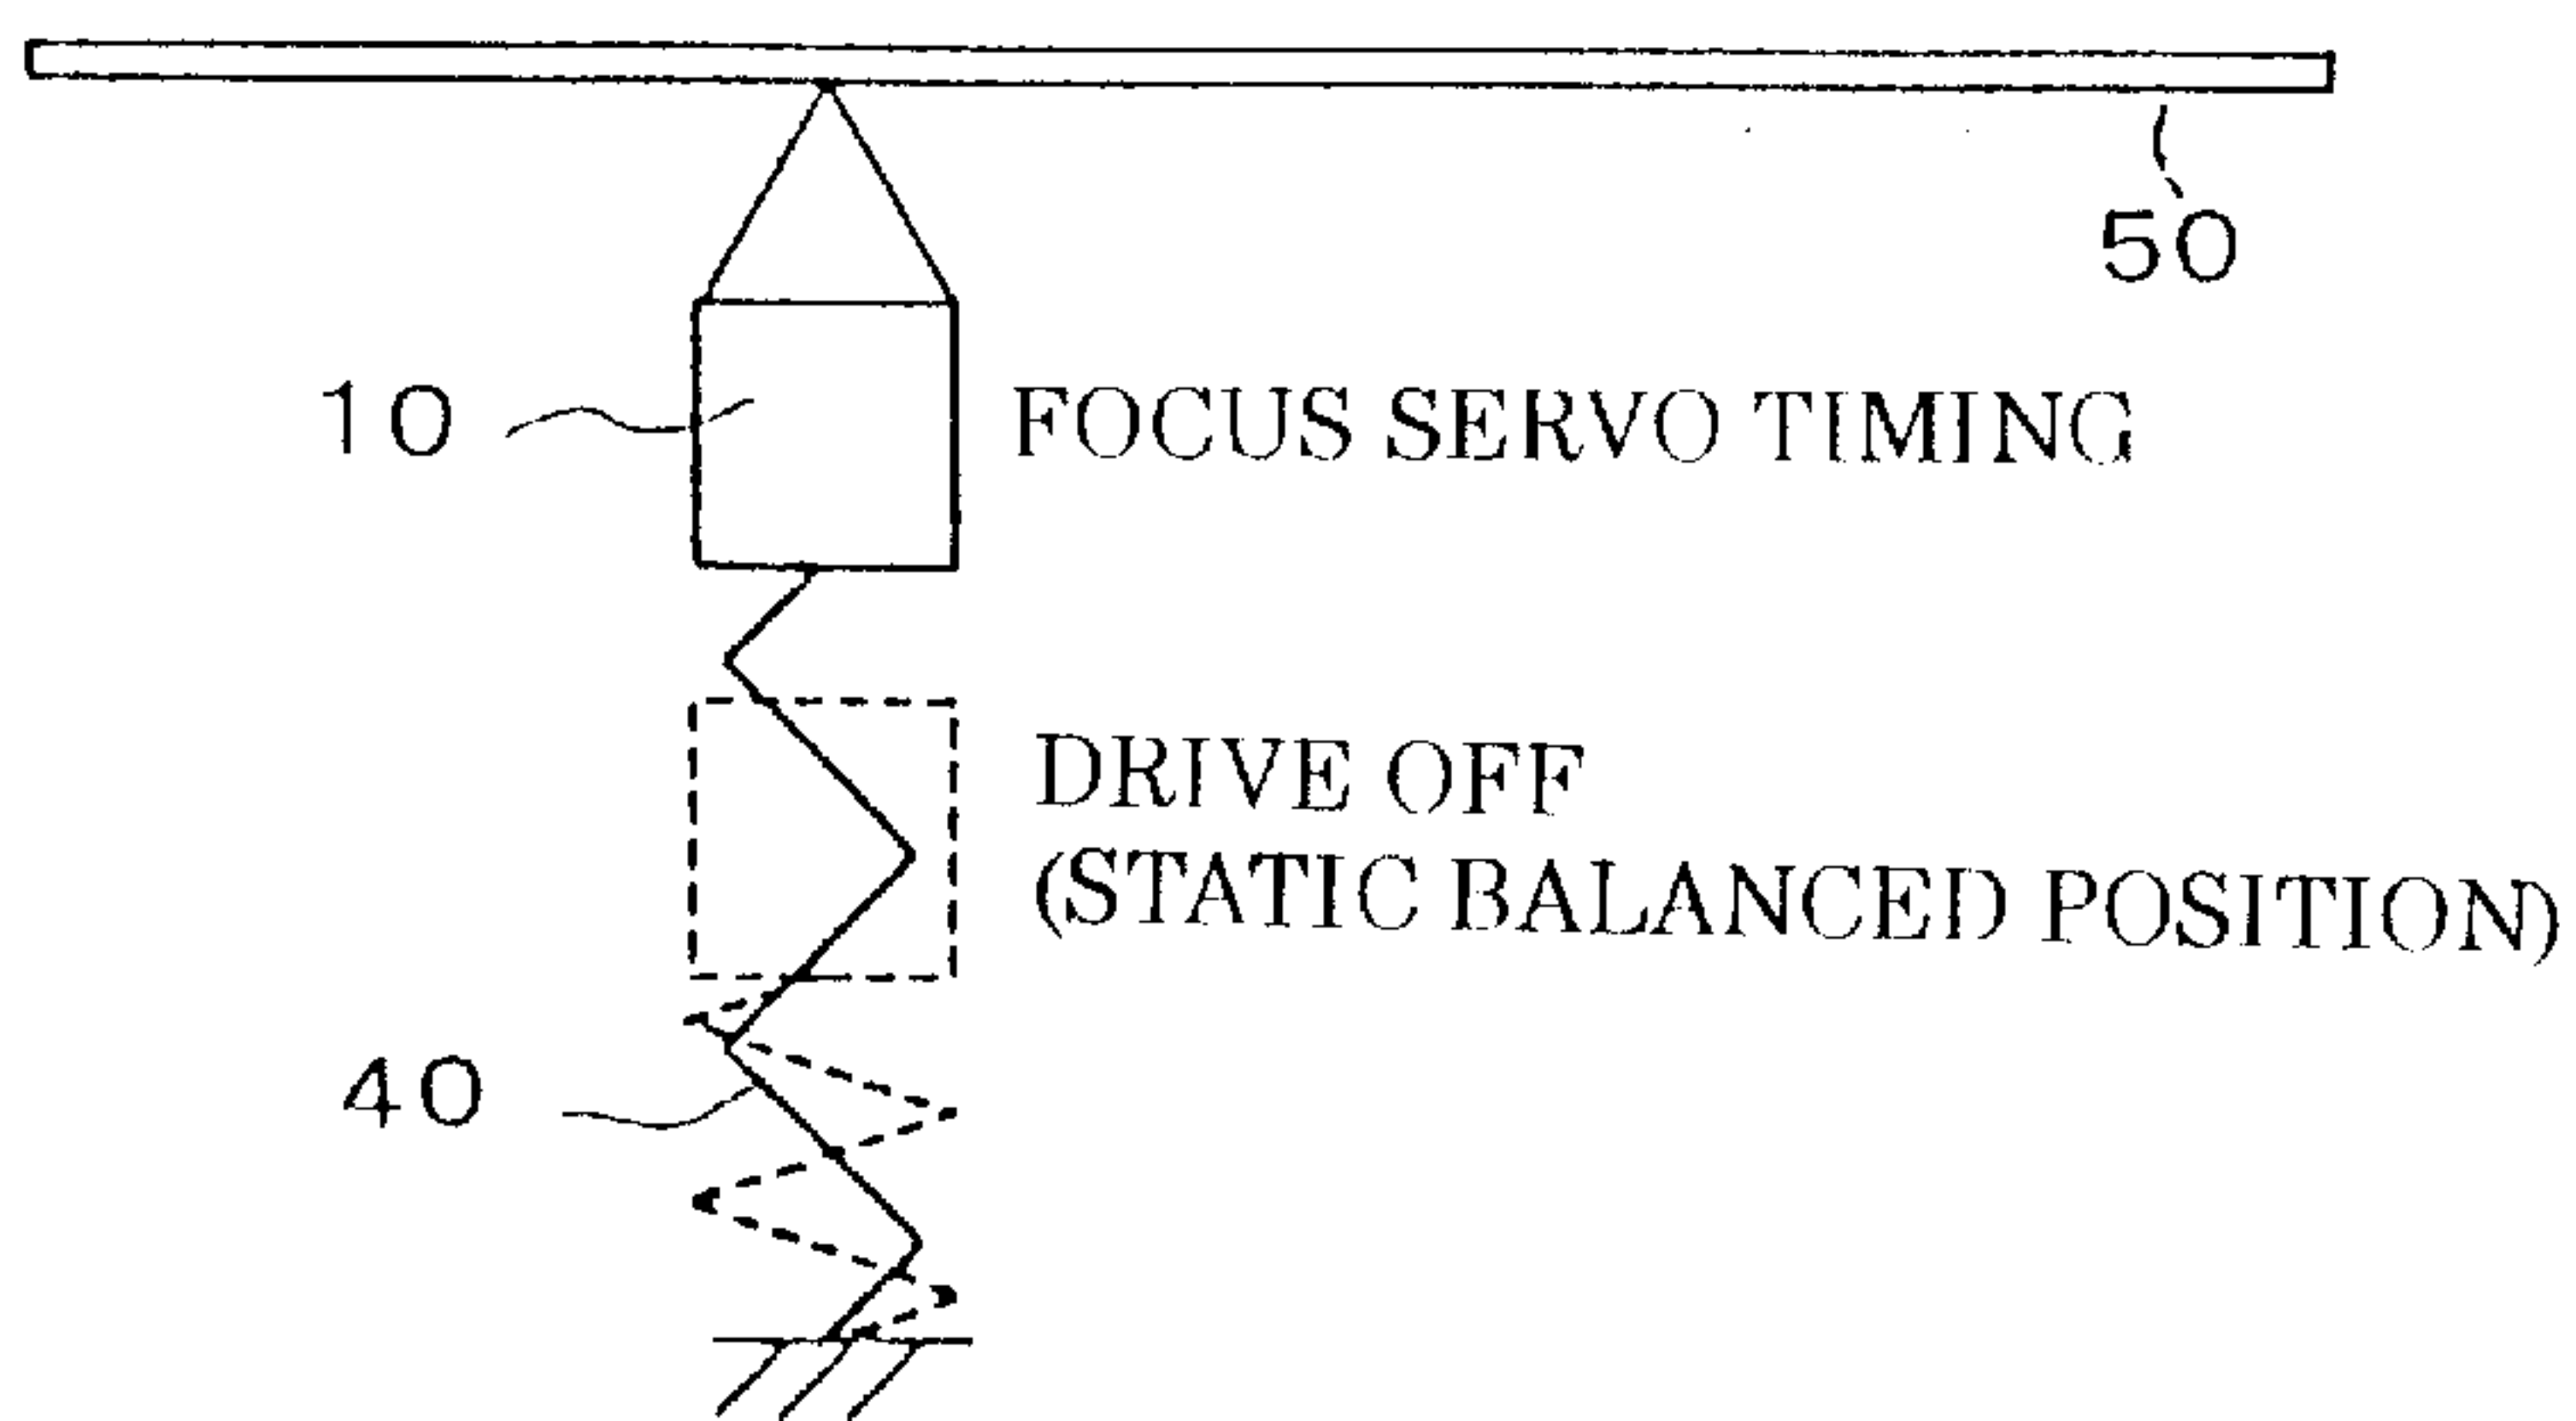 50
10 FOCUS SERVO TIMING
DRIVE OFF
(STATIC BALANCED POSITION)
40